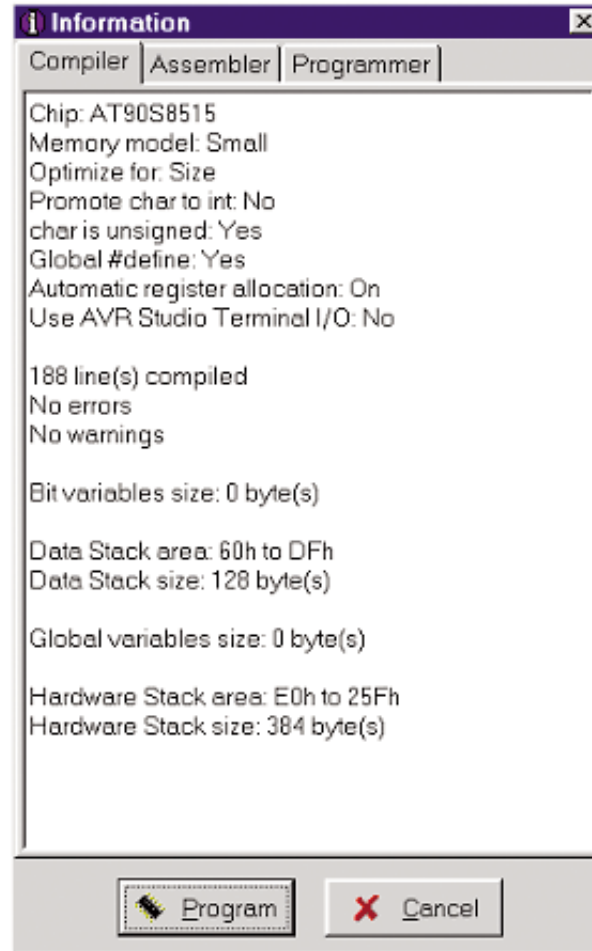 Information
Compiler Assembler Programmer
Chip: AT90S8515
Memory model: Small
Optimize for: Size
Promote char to int: No
char is unsigned: Yes
Global #define: Yes
Automatic register allocation: On
Use AVR Studio Terminal I/O: No
188 line(s) compiled
No errors
No warnings
Bit variables size: 0 byte(s)
Data Stack area: 60h to DFh
Data Stack size: 128 byte(s)
Global variables size: 0 byte(s)
Hardware Stack area: E0h to 25Fh
Hardware Stack size: 384 byte(s)
Program Cancel